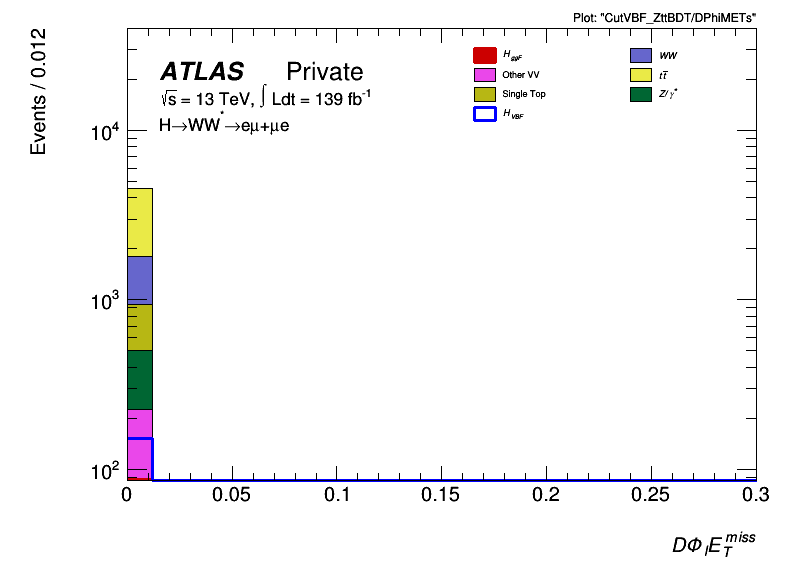 Plot: "CutVBF_ZttBDT/DPhiMETs"
Events / 0.012
ATLAS Private
√s = 13 TeV, ∫ Ldt = 139 fb⁻¹
H→WW*→eμ+μe
H_ggF
Other VV
Single Top
H_VBF
WW
tt̅
Z/γ*
10⁴
10³
10²
0 0.05 0.1 0.15 0.2 0.25 0.3
DΦ_lE_T^miss